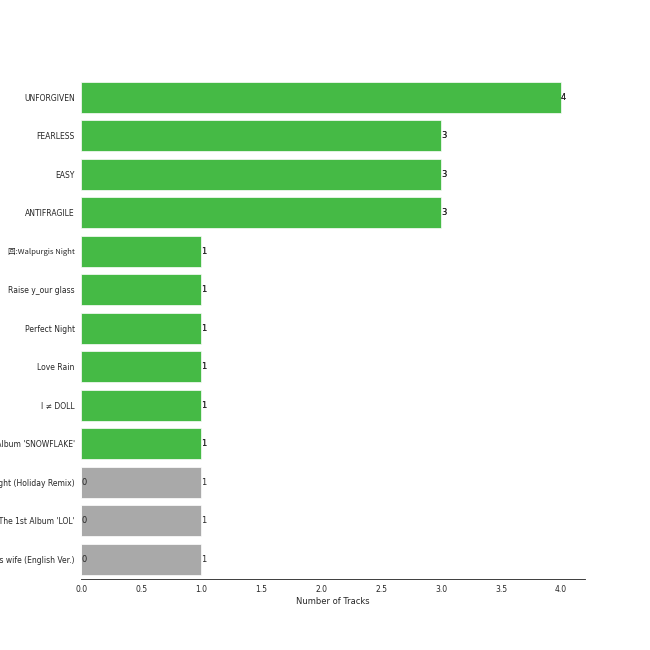 UNFORGIVEN 4
FEARLESS 3
EASY 3
ANTIFRAGILE 3
回:Walpurgis Night 1
Raise y_our glass 1
Perfect Night 1
Love Rain 1
I ≠ DOLL 1
Album 'SNOWFLAKE' 1
(Holiday Remix) 0 1
The 1st Album 'LOL' 0 1
wife (English Ver.) 0 1
0.0 0.5 1.0 1.5 2.0 2.5 3.0 3.5 4.0
Number of Tracks